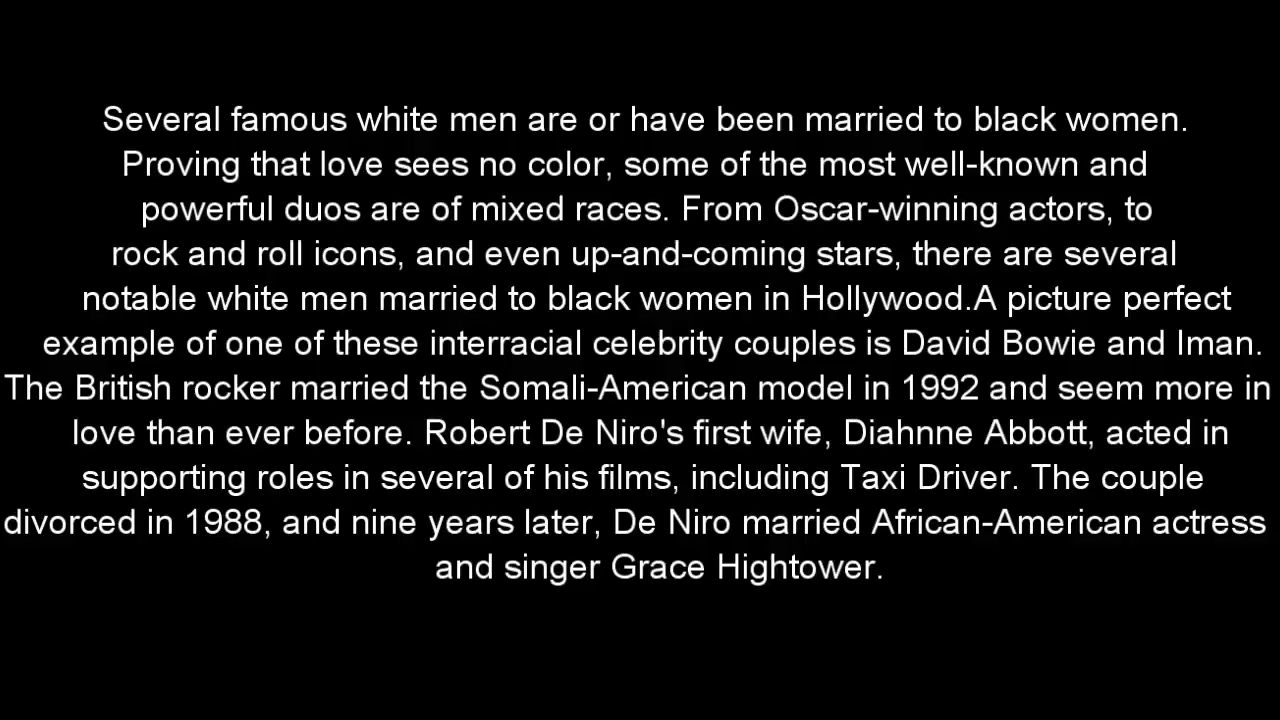 Several famous white men are or have been married to black women.
Proving that love sees no color, some of the most well-known and
powerful duos are of mixed races. From Oscar-winning actors, to
rock and roll icons, and even up-and-coming stars, there are several
notable white men married to black women in Hollywood.A picture perfect
example of one of these interracial celebrity couples is David Bowie and Iman.
The British rocker married the Somali-American model in 1992 and seem more in
love than ever before. Robert De Niro's first wife, Diahnne Abbott, acted in
supporting roles in several of his films, including Taxi Driver. The couple
divorced in 1988, and nine years later, De Niro married African-American actress
and singer Grace Hightower.